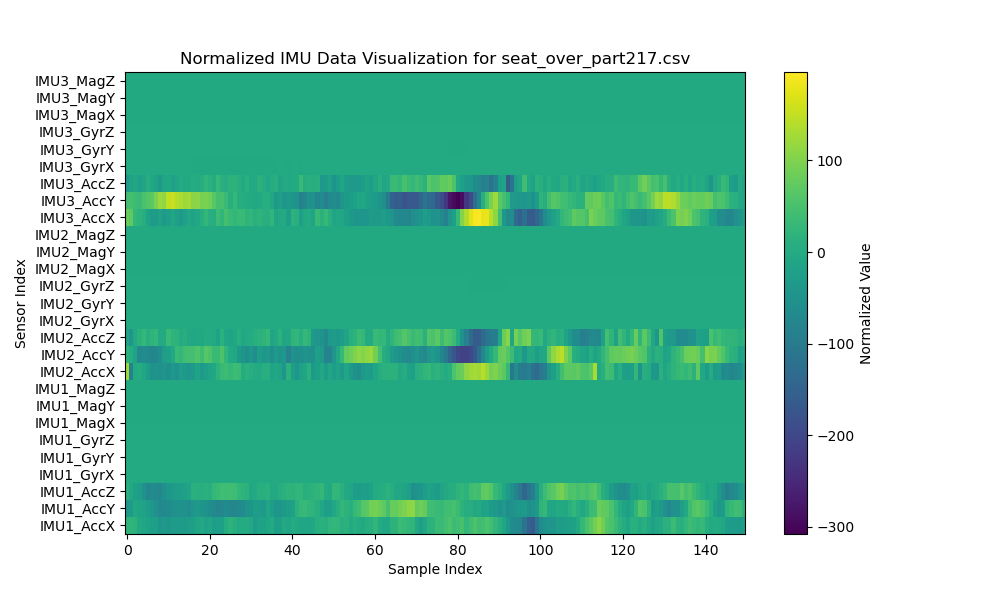 Normalized IMU Data Visualization for seat_over_part217.csv
IMU3_MagZ
IMU3_MagY
IMU3_MagX
IMU3_GyrZ
IMU3_GyrY
IMU3_GyrX
IMU3_AccZ
IMU3_AccY
IMU3_AccX
IMU2_MagZ
IMU2_MagY
IMU2_MagX
IMU2_GyrZ
IMU2_GyrY
IMU2_GyrX
IMU2_AccZ
IMU2_AccY
IMU2_AccX
IMU1_MagZ
IMU1_MagY
IMU1_MagX
IMU1_GyrZ
IMU1_GyrY
IMU1_GyrX
IMU1_AccZ
IMU1_AccY
IMU1_AccX
Sensor Index
0 20 40 60 80 100 120 140
Sample Index
100
0
−100
−200
−300
Normalized Value